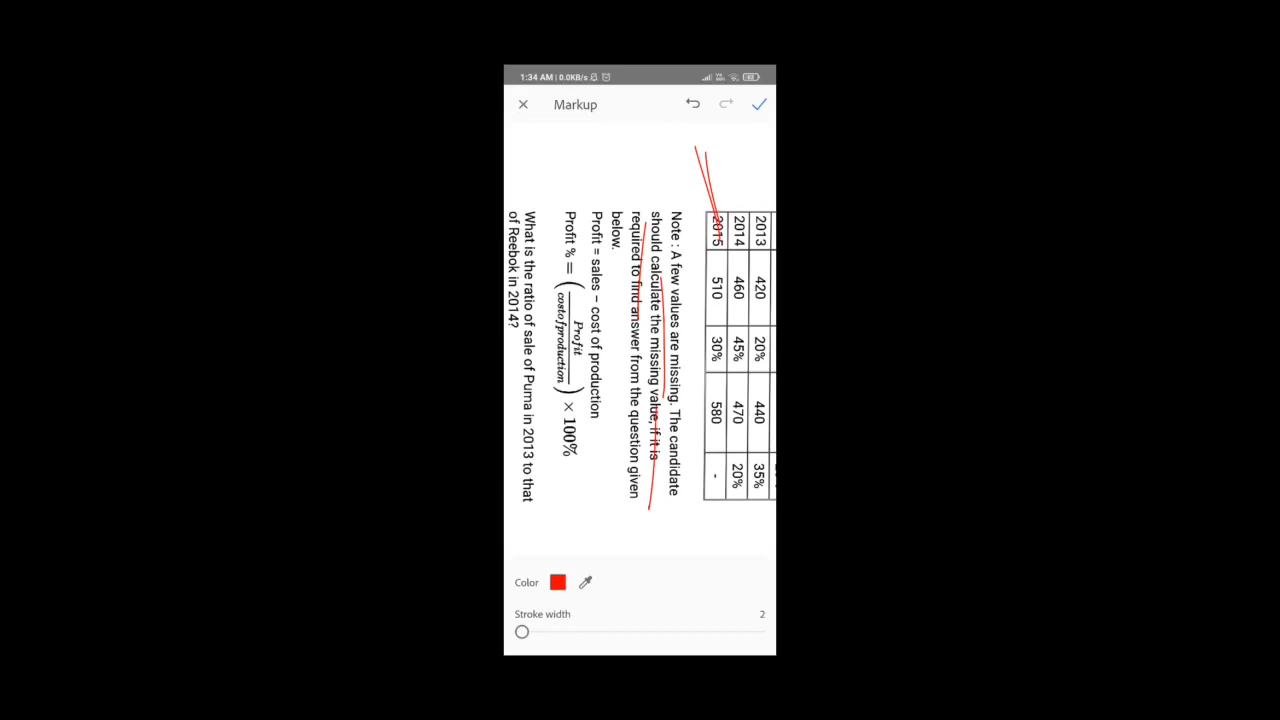 1:34 AM | 0.0KB/s
Markup
2013 420 20% 440 35%
2014 460 45% 470 20%
2015 510 30% 580 -
Note : A few values are missing. The candidate
should calculate the missing value, if it is
required to find answer from the question given
below.
Profit = sales – cost of production
Profit % = (Profit / costofproduction) × 100%
What is the ratio of sale of Puma in 2013 to that
of Reebok in 2014?
Color
Stroke width 2